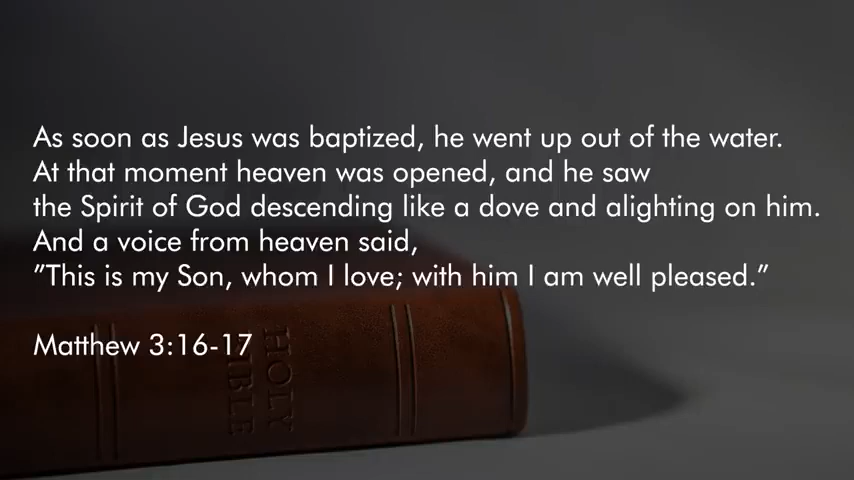 As soon as Jesus was baptized, he went up out of the water.
At that moment heaven was opened, and he saw
the Spirit of God descending like a dove and alighting on him.
And a voice from heaven said,
”This is my Son, whom I love; with him I am well pleased.”
Matthew 3:16-17
HOLY
BIBLE